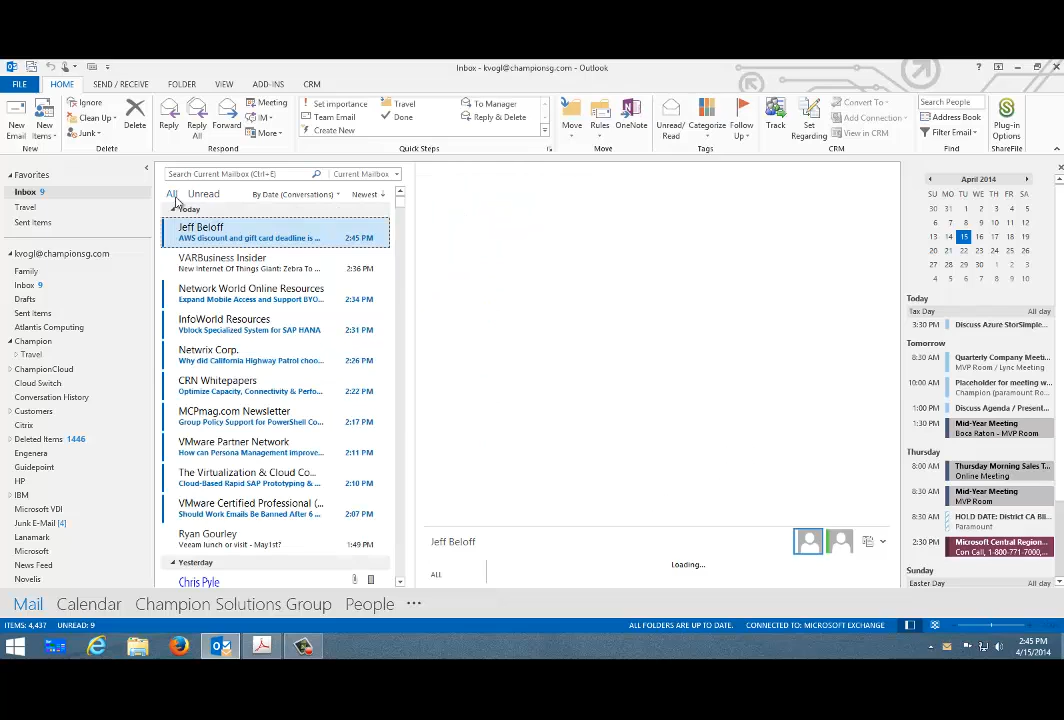 Inbox - kvogl@championsg.com - Outlook
FILE HOME SEND / RECEIVE FOLDER VIEW ADD-INS CRM
New Email
New Items
New
Ignore
Clean Up
Junk
Delete
Delete
Reply
Reply All
Forward
Meeting
IM
More
Respond
Set importance
Team Email
Create New
Travel
Done
To Manager
Reply & Delete
Quick Steps
Move
Rules
OneNote
Move
Unread/ Read
Categorize
Follow Up
Tags
Track
Set Regarding
Convert To
Add Connection
View in CRM
CRM
Search People
Address Book
Filter Email
Find
Plug-in Options
ShareFile
Favorites
Inbox 9
Travel
Sent Items
kvogl@championsg.com
Family
Inbox 9
Drafts
Sent Items
Atlantis Computing
Champion
Travel
ChampionCloud
Cloud Switch
Conversation History
Customers
Citrix
Deleted Items 1446
Engenera
Guidepoint
HP
IBM
Microsoft VDI
Junk E-Mail [4]
Lanmark
Microsoft
News Feed
Novelis
Search Current Mailbox (Ctrl+E) Current Mailbox
All Unread By Date (Conversations) Newest
Today
Jeff Beloff
AWS discount and gift card deadline is ... 2:45 PM
VARBusiness Insider
New Internet Of Things Giant: Zebra To ... 2:36 PM
Network World Online Resources
Expand Mobile Access and Support BYO... 2:34 PM
InfoWorld Resources
Vblock Specialized System for SAP HANA 2:31 PM
Netwrix Corp.
Why did California Highway Patrol choo... 2:26 PM
CRN Whitepapers
Optimize Capacity, Connectivity & Perfo... 2:22 PM
MCPmag.com Newsletter
Group Policy Support for PowerShell Co... 2:17 PM
VMware Partner Network
How can Persona Management improve... 2:11 PM
The Virtualization & Cloud Co...
Cloud-Based Rapid SAP Prototyping & ... 2:10 PM
VMware Certified Professional (...
Should Work Emails Be Banned After 6 ... 2:07 PM
Ryan Gourley
Veeam lunch or visit - May1st? 1:49 PM
Yesterday
Chris Pyle
Jeff Beloff
ALL
Loading...
April 2014
SU MO TU WE TH FR SA
30 31 1 2 3 4 5
6 7 8 9 10 11 12
13 14 15 16 17 18 19
20 21 22 23 24 25 26
27 28 29 30 1 2 3
4 5 6 7 8 9 10
Today
Tax Day All day
3:30 PM Discuss Azure StorSimple...
Tomorrow
8:30 AM Quarterly Company Meeti...
MVP Room / Lync Meeting
10:00 AM Placeholder for meeting w...
Champion (paramount Ro...
1:00 PM Discuss Agenda / Present...
1:30 PM Mid-Year Meeting
Boca Raton - MVP Room
Thursday
8:00 AM Thursday Morning Sales T...
Online Meeting
8:30 AM Mid-Year Meeting
MVP Room
8:30 AM HOLD DATE: District CA Bli...
Paramount
2:30 PM Microsoft Central Region...
Con Call, 1-800-771-7000,...
Sunday
Easter Day All day
Mail Calendar Champion Solutions Group People
ITEMS: 4,437 UNREAD: 9 ALL FOLDERS ARE UP TO DATE. CONNECTED TO: MICROSOFT EXCHANGE
2:45 PM
4/15/2014